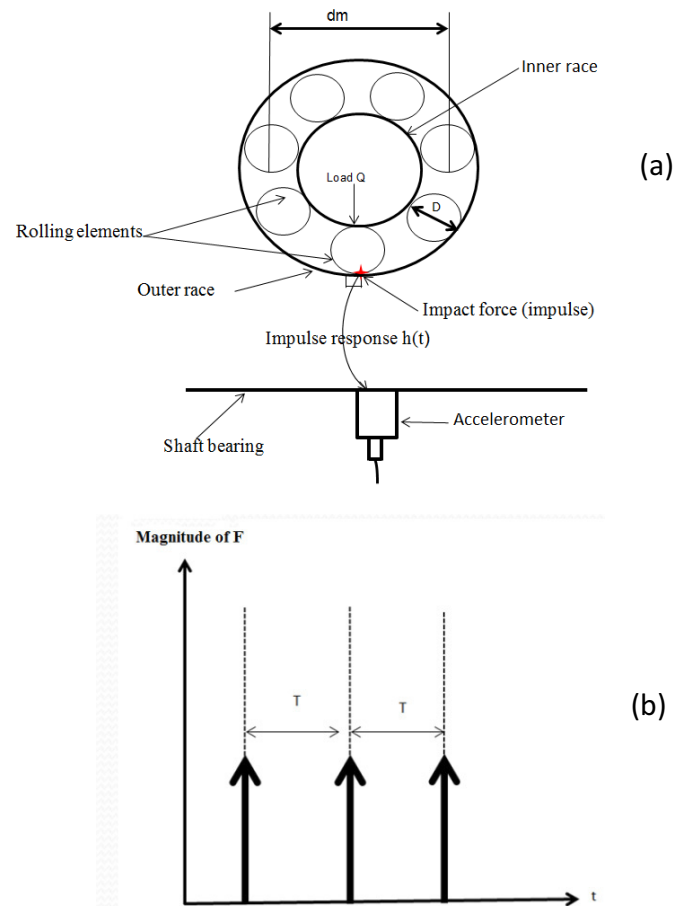 dm
Inner race
(a)
Load Q
D
Rolling elements
Outer race
Impact force (impulse)
Impulse response h(t)
Accelerometer
Shaft bearing
Magnitude of F
T
T
(b)
t